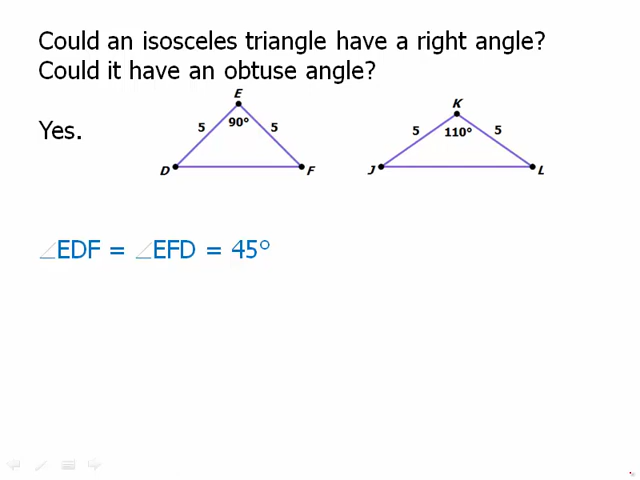 Could an isosceles triangle have a right angle?
Could it have an obtuse angle?
E
K
5 90° 5
5 110° 5
Yes.
D F
J L
∠EDF = ∠EFD = 45°